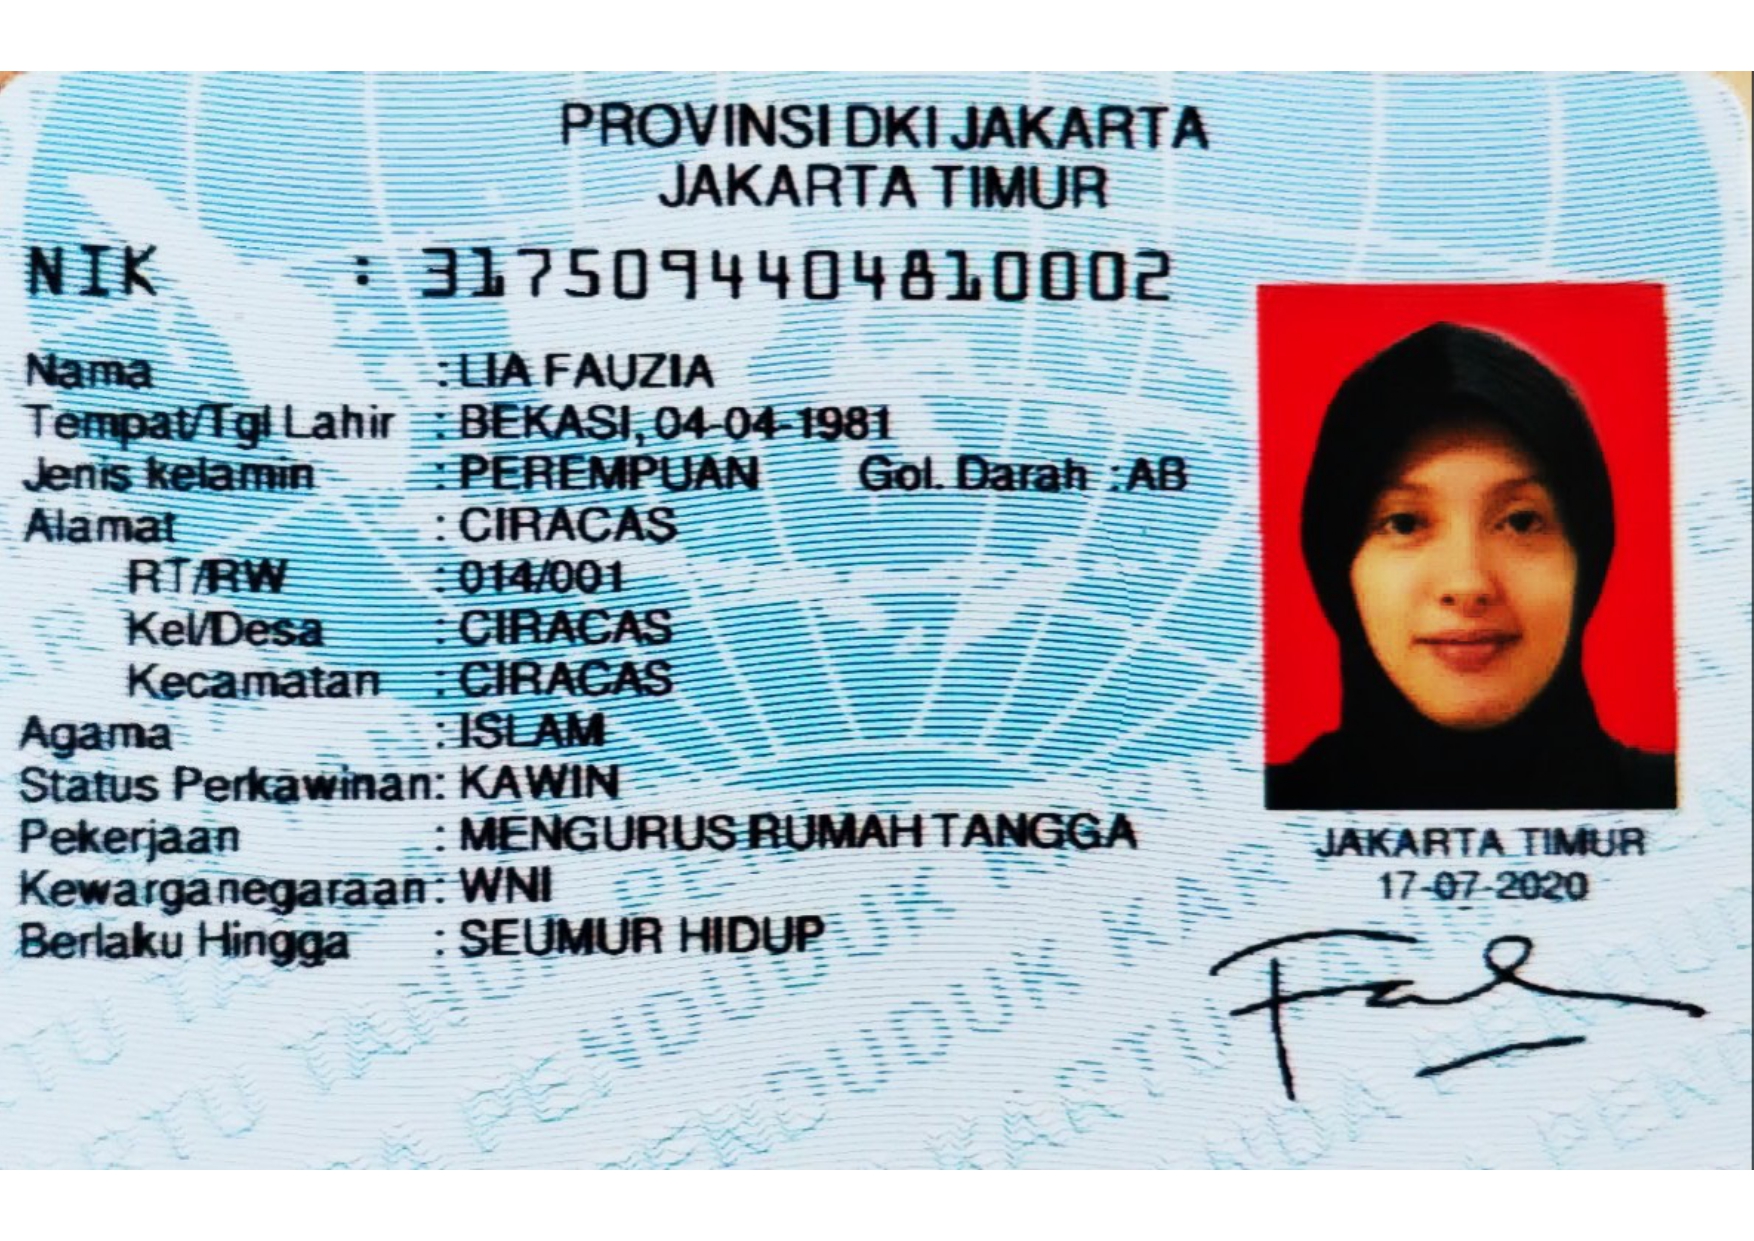 PROVINSI DKI JAKARTA
JAKARTA TIMUR
NIK : 3175094404810002
Nama : LIA FAUZIA
Tempat/Tgl Lahir : BEKASI, 04-04-1981
Jenis kelamin : PEREMPUAN Gol. Darah : AB
Alamat : CIRACAS
RT/RW : 014/001
Kel/Desa : CIRACAS
Kecamatan : CIRACAS
Agama : ISLAM
Status Perkawinan: KAWIN
Pekerjaan : MENGURUS RUMAH TANGGA
Kewarganegaraan: WNI
Berlaku Hingga : SEUMUR HIDUP
JAKARTA TIMUR
17-07-2020